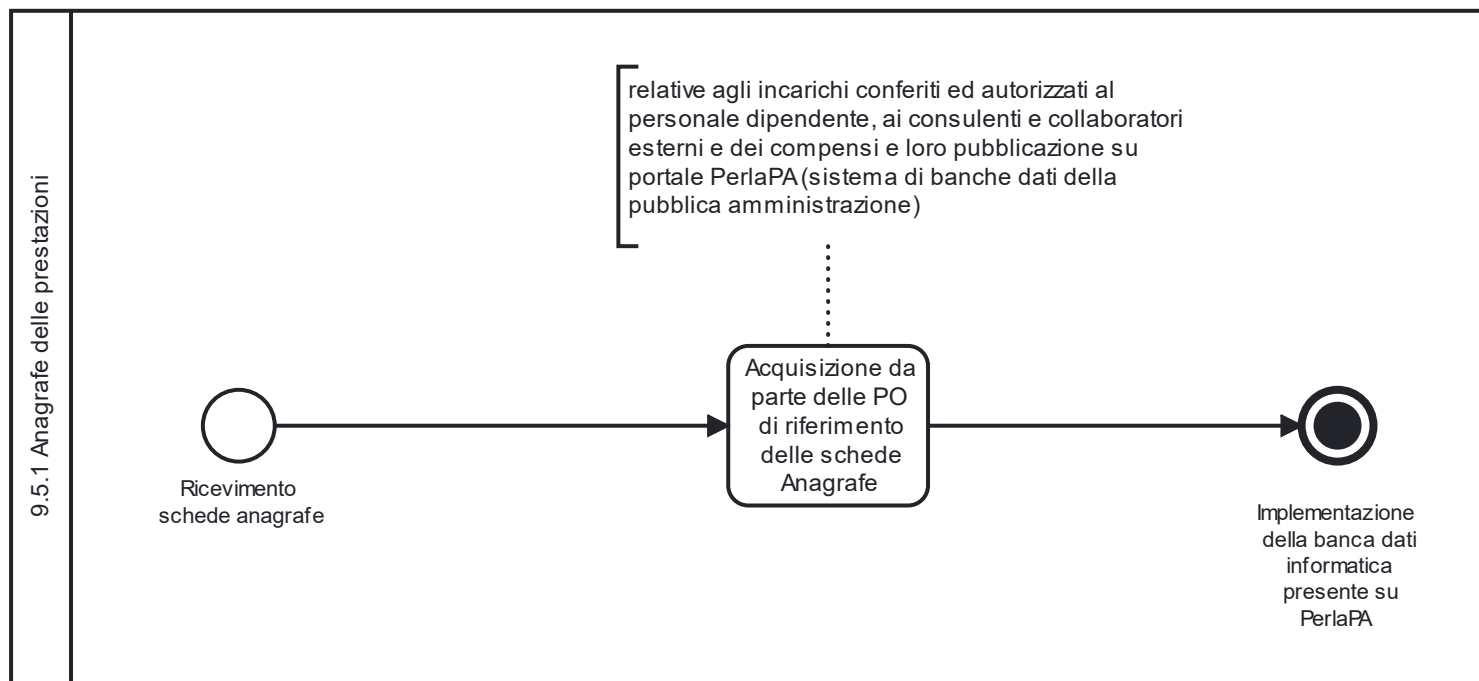 9.5.1 Anagrafe delle prestazioni
relative agli incarichi conferiti ed autorizzati al
personale dipendente, ai consulenti e collaboratori
esterni e dei compensi e loro pubblicazione su
portale PerlaPA (sistema di banche dati della
pubblica amministrazione)
Ricevimento
schede anagrafe
Acquisizione da
parte delle PO
di riferimento
delle schede
Anagrafe
Implementazione
della banca dati
informatica
presente su
PerlaPA